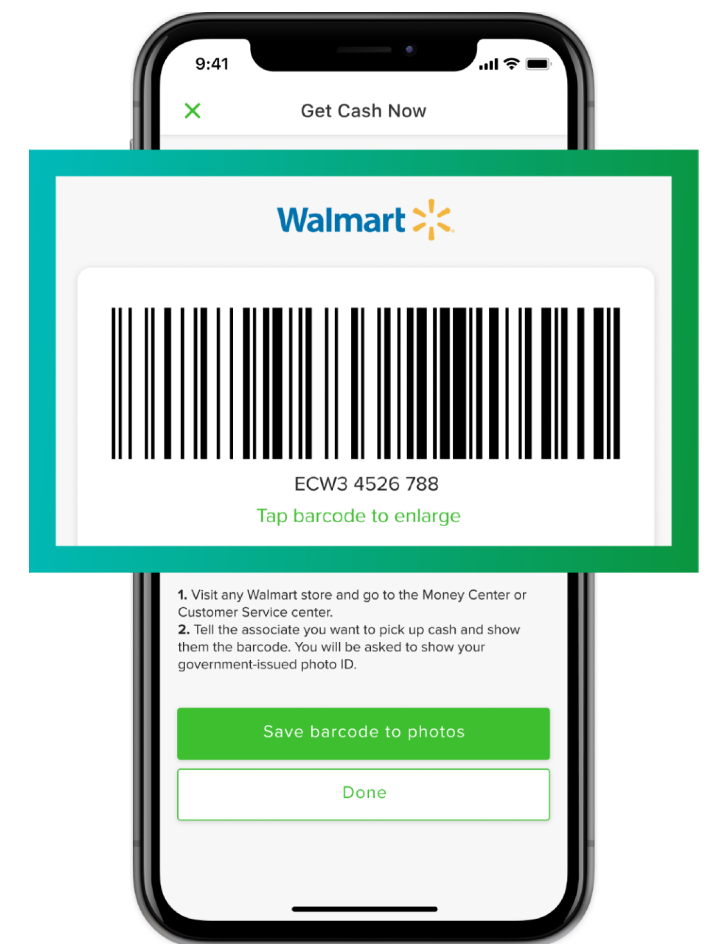 9:41
Get Cash Now
Walmart
ECW3 4526 788
Tap barcode to enlarge
1. Visit any Walmart store and go to the Money Center or
Customer Service center.
2. Tell the associate you want to pick up cash and show
them the barcode. You will be asked to show your
government-issued photo ID.
Save barcode to photos
Done